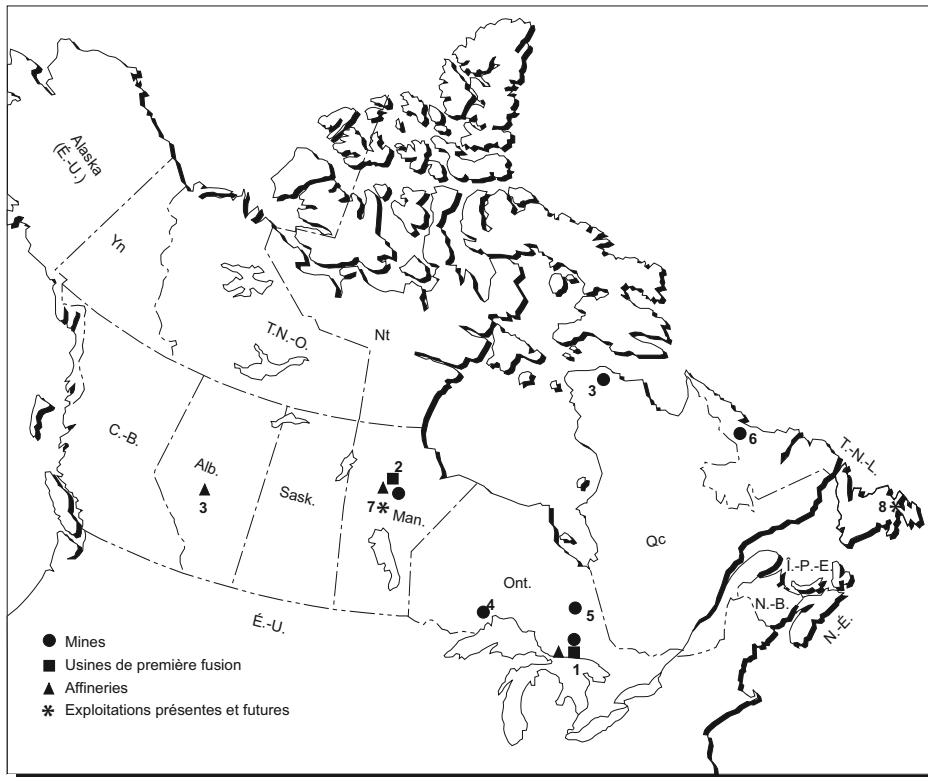 Alaska
(É.-U.)
Yn
T.N.-O.
Nt
3
6
C.-B.
T.-N.-L.
Alb.
2
Sask.
3
7
Man.
8
Qc
Î.-P.-E.
Ont.
4
5
N.-B.
É.-U.
N.-É.
1
Mines
Usines de première fusion
Affineries
Exploitations présentes et futures